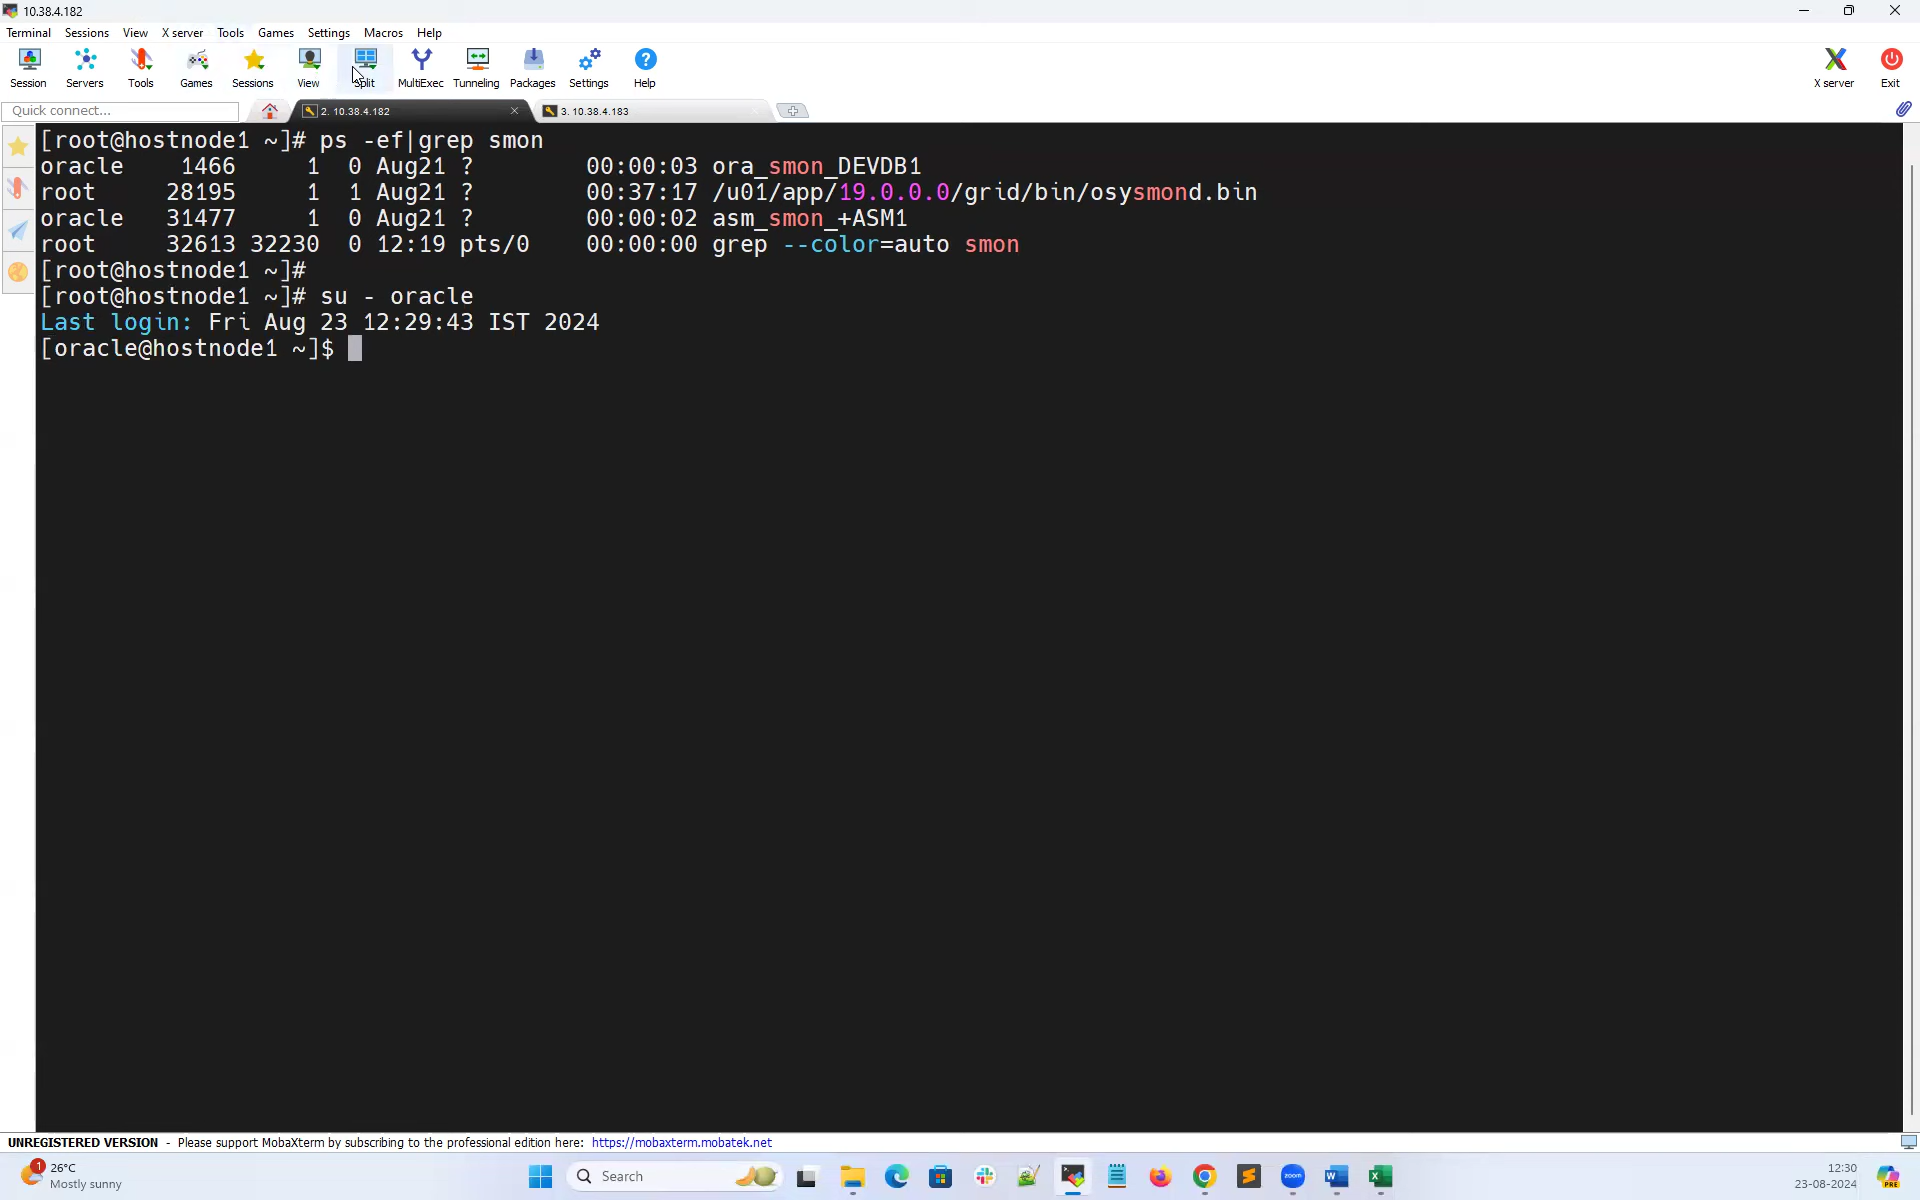 10.38.4.182
Terminal Sessions View X server Tools Games Settings Macros Help
Session Servers Tools Games Sessions View Split MultiExec Tunneling Packages Settings Help X server Exit
Quick connect... 2. 10.38.4.182 3. 10.38.4.183
[root@hostnode1 ~]# ps -ef|grep smon
oracle 1466 1 0 Aug21 ? 00:00:03 ora_smon_DEVDB1
root 28195 1 1 Aug21 ? 00:37:17 /u01/app/19.0.0.0/grid/bin/osysmond.bin
oracle 31477 1 0 Aug21 ? 00:00:02 asm_smon_+ASM1
root 32613 32230 0 12:19 pts/0 00:00:00 grep --color=auto smon
[root@hostnode1 ~]#
[root@hostnode1 ~]# su - oracle
Last login: Fri Aug 23 12:29:43 IST 2024
[oracle@hostnode1 ~]$
UNREGISTERED VERSION - Please support MobaXterm by subscribing to the professional edition here: https://mobaxterm.mobatek.net
1 26°C
Mostly sunny
Search
zoom
12:30
23-08-2024
PRE